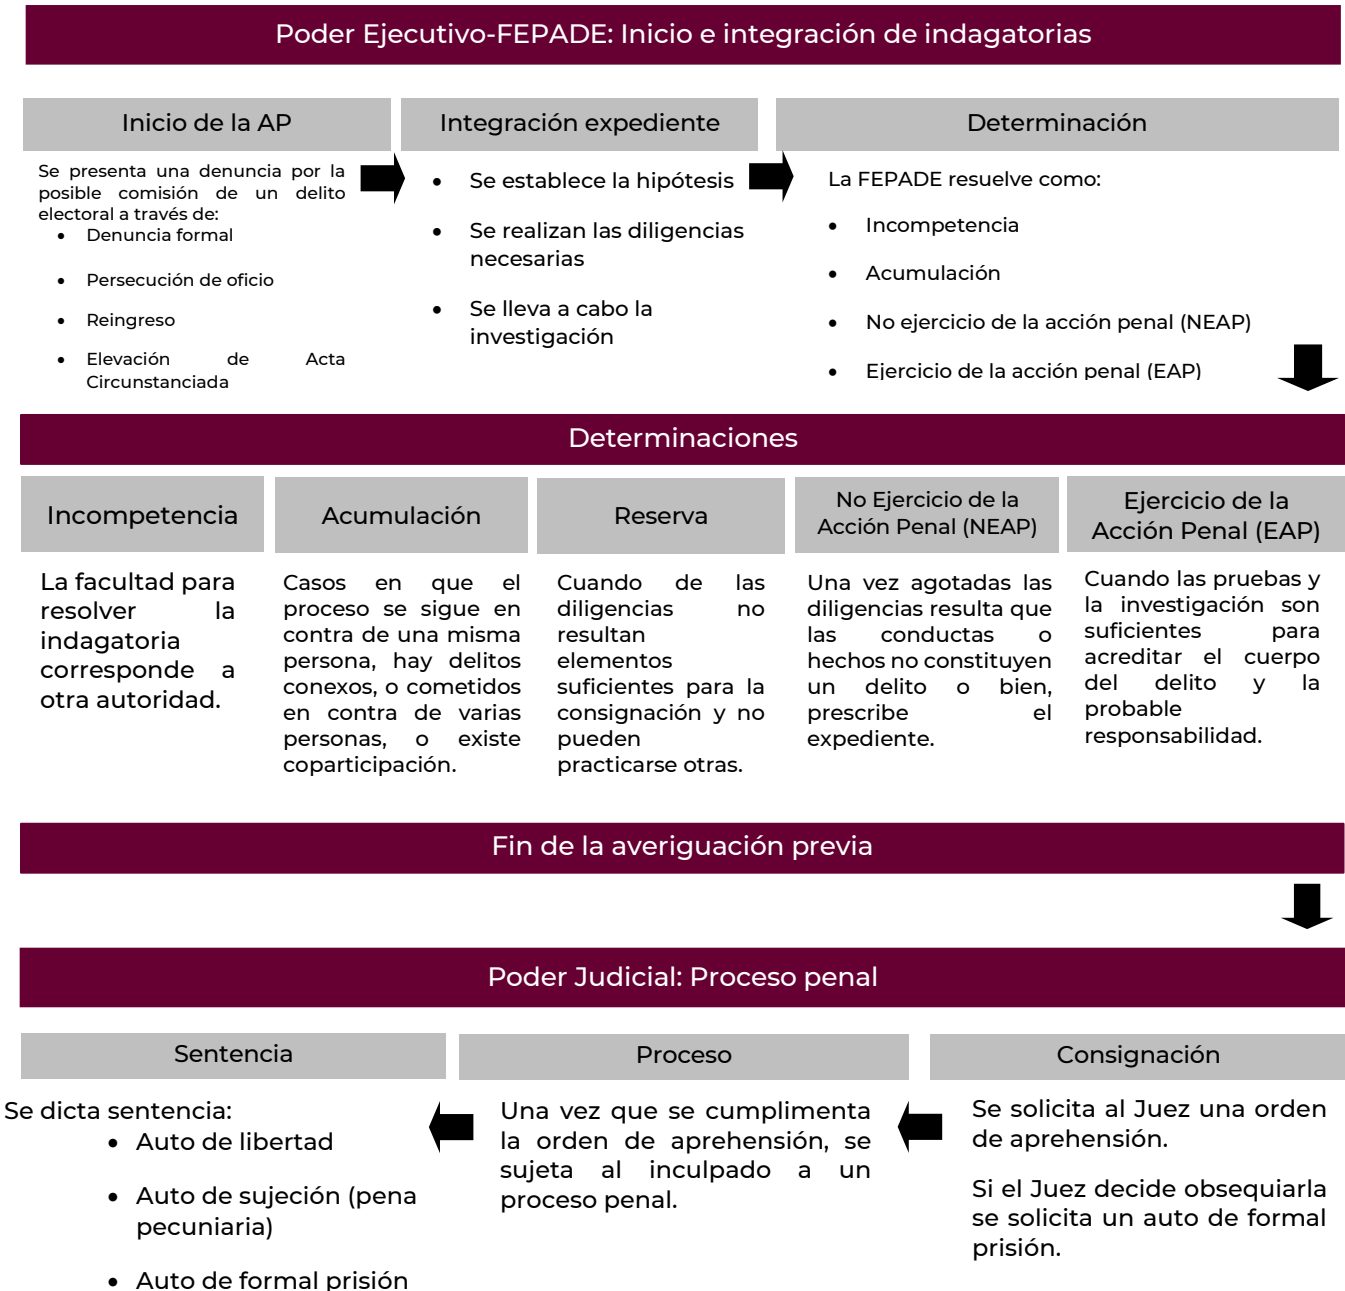 Poder Ejecutivo-FEPADE: Inicio e integración de indagatorias
Inicio de la AP
Se presenta una denuncia por la
posible comisión de un delito
electoral a través de:
• Denuncia formal
• Persecución de oficio
• Reingreso
• Elevación de Acta
Circunstanciada
Integración expediente
• Se establece la hipótesis
• Se realizan las diligencias
necesarias
• Se lleva a cabo la
investigación
Determinación
La FEPADE resuelve como:
• Incompetencia
• Acumulación
• No ejercicio de la acción penal (NEAP)
• Ejercicio de la acción penal (EAP)
Determinaciones
Incompetencia
La facultad para
resolver la
indagatoria
corresponde a
otra autoridad.
Acumulación
Casos en que el
proceso se sigue en
contra de una misma
persona, hay delitos
conexos, o cometidos
en contra de varias
personas, o existe
coparticipación.
Reserva
Cuando de las
diligencias no
resultan
elementos
suficientes para la
consignación y no
pueden
practicarse otras.
No Ejercicio de la
Acción Penal (NEAP)
Una vez agotadas las
diligencias resulta que
las conductas o
hechos no constituyen
un delito o bien,
prescribe el
expediente.
Ejercicio de la
Acción Penal (EAP)
Cuando las pruebas y
la investigación son
suficientes para
acreditar el cuerpo
del delito y la
probable
responsabilidad.
Fin de la averiguación previa
Poder Judicial: Proceso penal
Sentencia
Se dicta sentencia:
• Auto de libertad
• Auto de sujeción (pena
pecuniaria)
• Auto de formal prisión
Proceso
Una vez que se cumplimenta
la orden de aprehensión, se
sujeta al inculpado a un
proceso penal.
Consignación
Se solicita al Juez una orden
de aprehensión.
Si el Juez decide obsequiarla
se solicita un auto de formal
prisión.